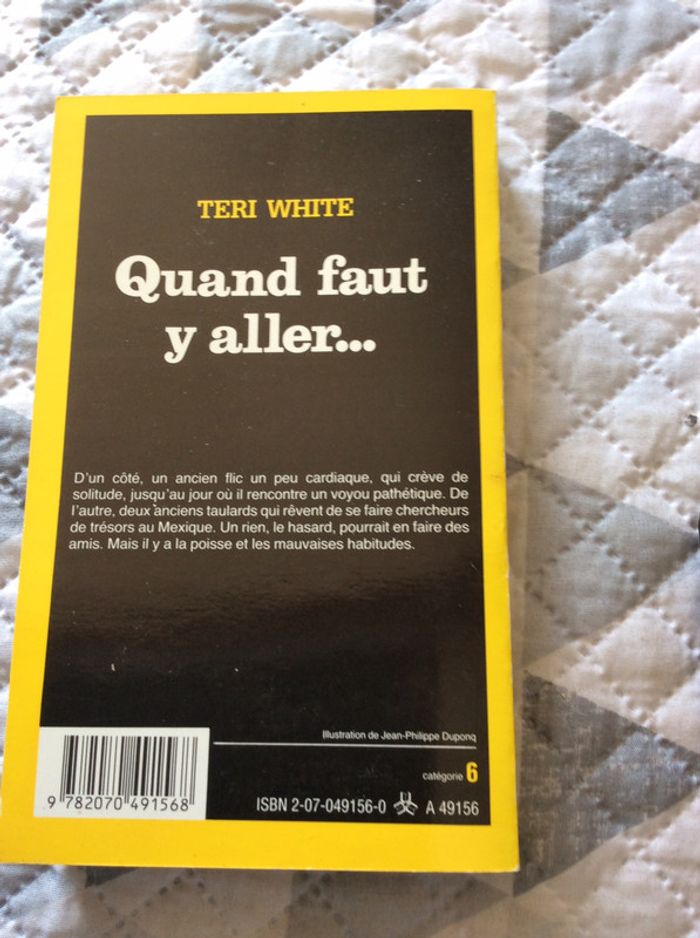 TERI WHITE
Quand faut
y aller...
D'un côté, un ancien flic un peu cardiaque, qui crève de
solitude, jusqu'au jour où il rencontre un voyou pathétique. De
l'autre, deux anciens taulards qui rêvent de se faire chercheurs
de trésors au Mexique. Un rien, le hasard, pourrait en faire des
amis. Mais il y a la poisse et les mauvaises habitudes.
Illustration de Jean-Philippe Duponq
catégorie 6
9 782070 491568
ISBN 2-07-049156-0 A 49156